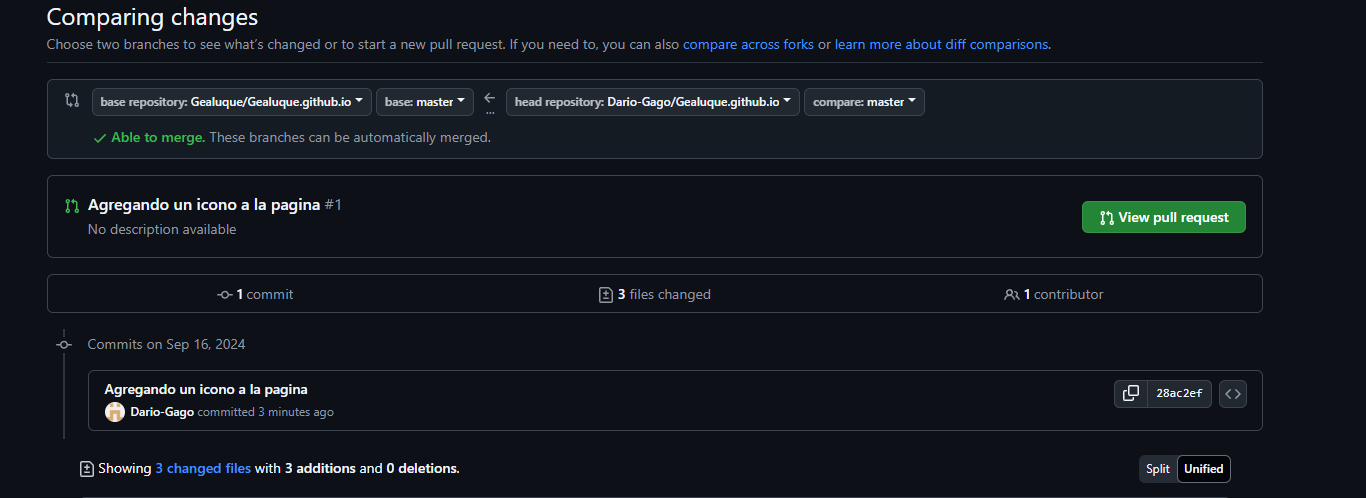 Comparing changes
Choose two branches to see what's changed or to start a new pull request. If you need to, you can also compare across forks or learn more about diff comparisons.
base repository: Gealuque/Gealuque.github.io base: master ← ... head repository: Dario-Gago/Gealuque.github.io compare: master
Able to merge. These branches can be automatically merged.
Agregando un icono a la pagina #1
No description available
View pull request
1 commit 3 files changed 1 contributor
Commits on Sep 16, 2024
Agregando un icono a la pagina
Dario-Gago committed 3 minutes ago
28ac2ef
Showing 3 changed files with 3 additions and 0 deletions.
Split Unified